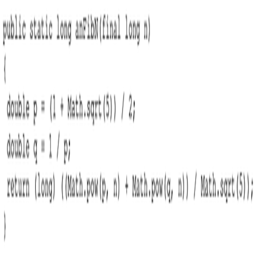 public static long anFibN(final long n)
{
double p = (1 + Math.sqrt(5)) / 2;
double q = 1 / p;
return (long) ((Math.pow(p, n) + Math.pow(q, n)) / Math.sqrt(5));
}